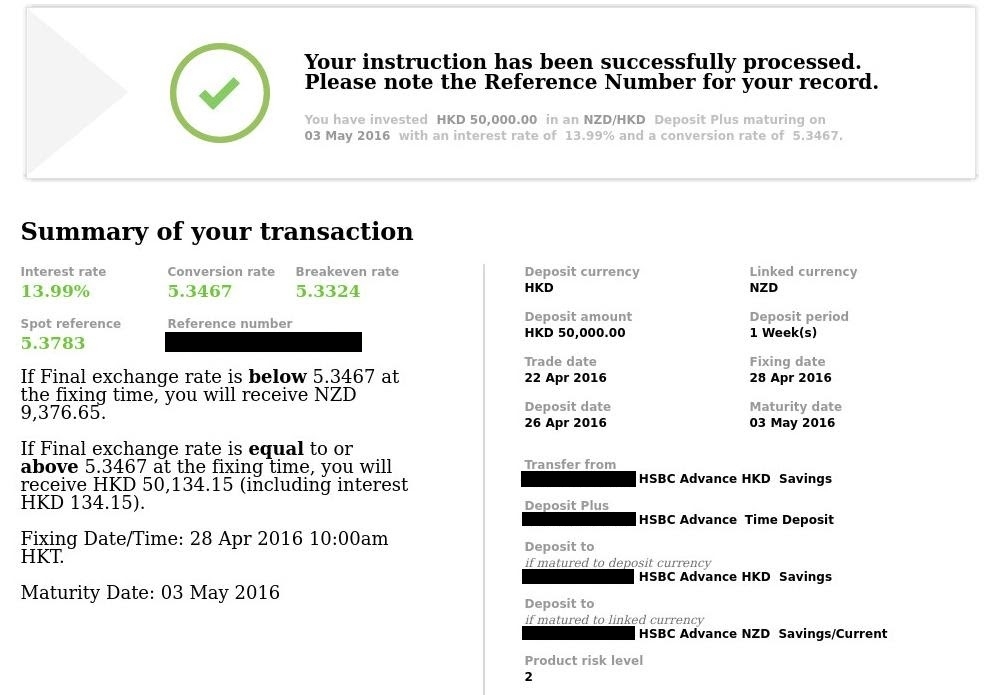 Your instruction has been successfully processed.
Please note the Reference Number for your record.
You have invested HKD 50,000.00 in an NZD/HKD Deposit Plus maturing on
03 May 2016 with an interest rate of 13.99% and a conversion rate of 5.3467.
Summary of your transaction
Interest rate Conversion rate Breakeven rate
13.99% 5.3467 5.3324
Spot reference Reference number
5.3783
If Final exchange rate is below 5.3467 at
the fixing time, you will receive NZD
9,376.65.
If Final exchange rate is equal to or
above 5.3467 at the fixing time, you will
receive HKD 50,134.15 (including interest
HKD 134.15).
Fixing Date/Time: 28 Apr 2016 10:00am
HKT.
Maturity Date: 03 May 2016
Deposit currency Linked currency
HKD NZD
Deposit amount Deposit period
HKD 50,000.00 1 Week(s)
Trade date Fixing date
22 Apr 2016 28 Apr 2016
Deposit date Maturity date
26 Apr 2016 03 May 2016
Transfer from
HSBC Advance HKD Savings
Deposit Plus
HSBC Advance Time Deposit
Deposit to
if matured to deposit currency
HSBC Advance HKD Savings
Deposit to
if matured to linked currency
HSBC Advance NZD Savings/Current
Product risk level
2